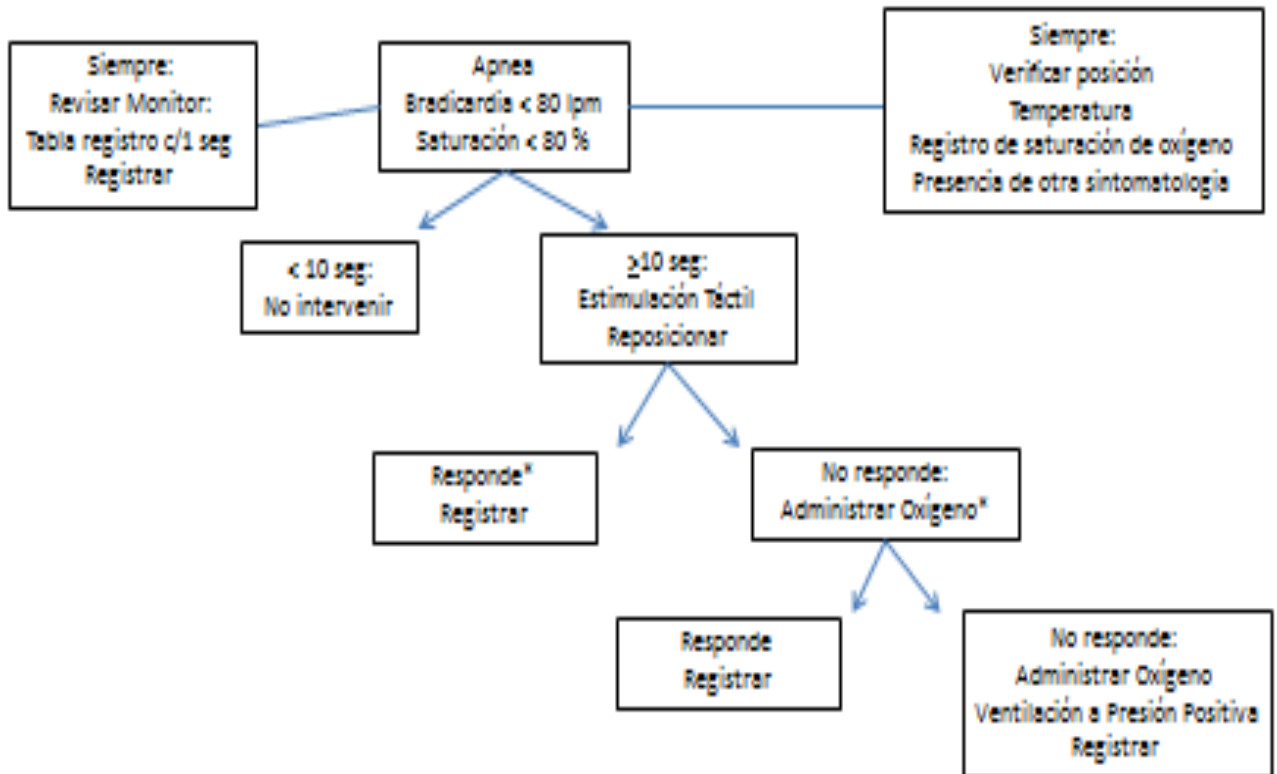 Siempre:
Revisar Monitor:
Tabla registro c/1 seg
Registrar
Apnea
Bradicardia < 80 lpm
Saturación < 80 %
Siempre:
Verificar posición
Temperatura
Registro de saturación de oxígeno
Presencia de otra sintomatologia
< 10 seg:
No intervenir
≥10 seg:
Estimulación Táctil
Reposicionar
Responde*
Registrar
No responde:
Administrar Oxígeno*
Responde
Registrar
No responde:
Administrar Oxígeno
Ventilación a Presión Positiva
Registrar